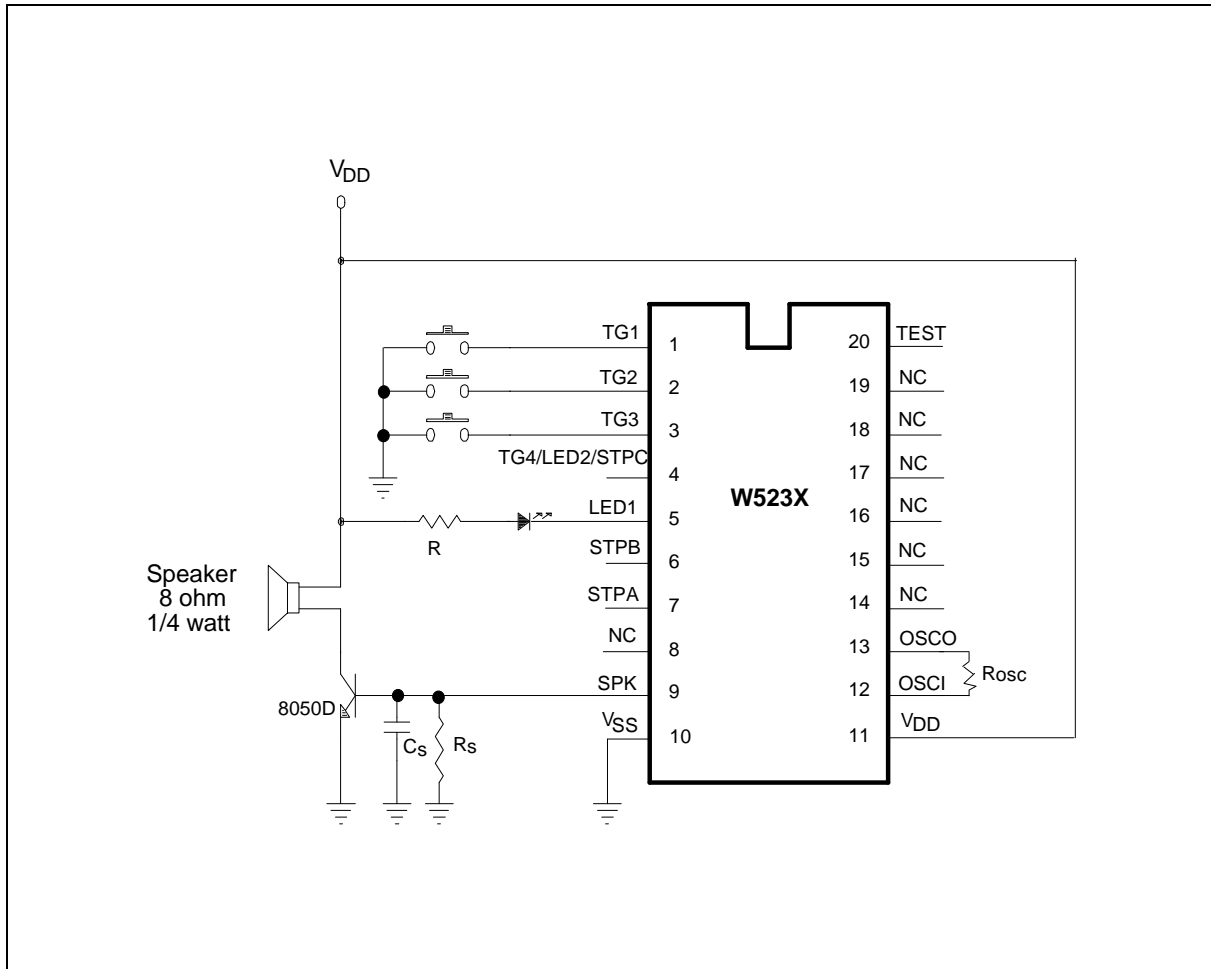 VDD
TG1
1
20
TEST
TG2
2
19
NC
TG3
3
18
NC
TG4/LED2/STPC
4
17
NC
W523X
LED1
5
16
NC
R
STPB
6
15
NC
Speaker
8 ohm
1/4 watt
STPA
7
14
NC
NC
8
13
OSCO
Rosc
SPK
9
12
OSCI
8050D
Cs
Rs
VSS
10
11
VDD